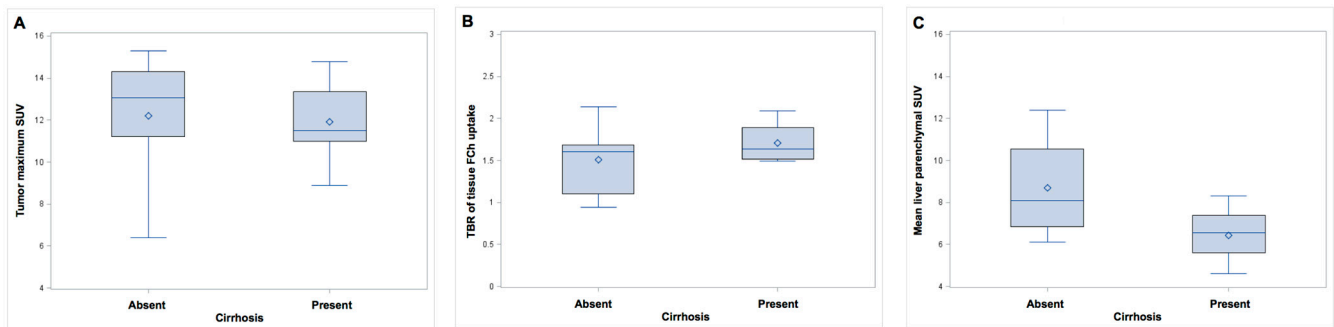 A
Tumor maximum SUV
16
14
12
10
8
6
4
Absent
Present
Cirrhosis
B
TBR of tissue FCh uptake
3
2.5
2
1.5
1
0.5
0
Absent
Present
Cirrhosis
C
Mean liver parenchymal SUV
16
14
12
10
8
6
4
Absent
Present
Cirrhosis